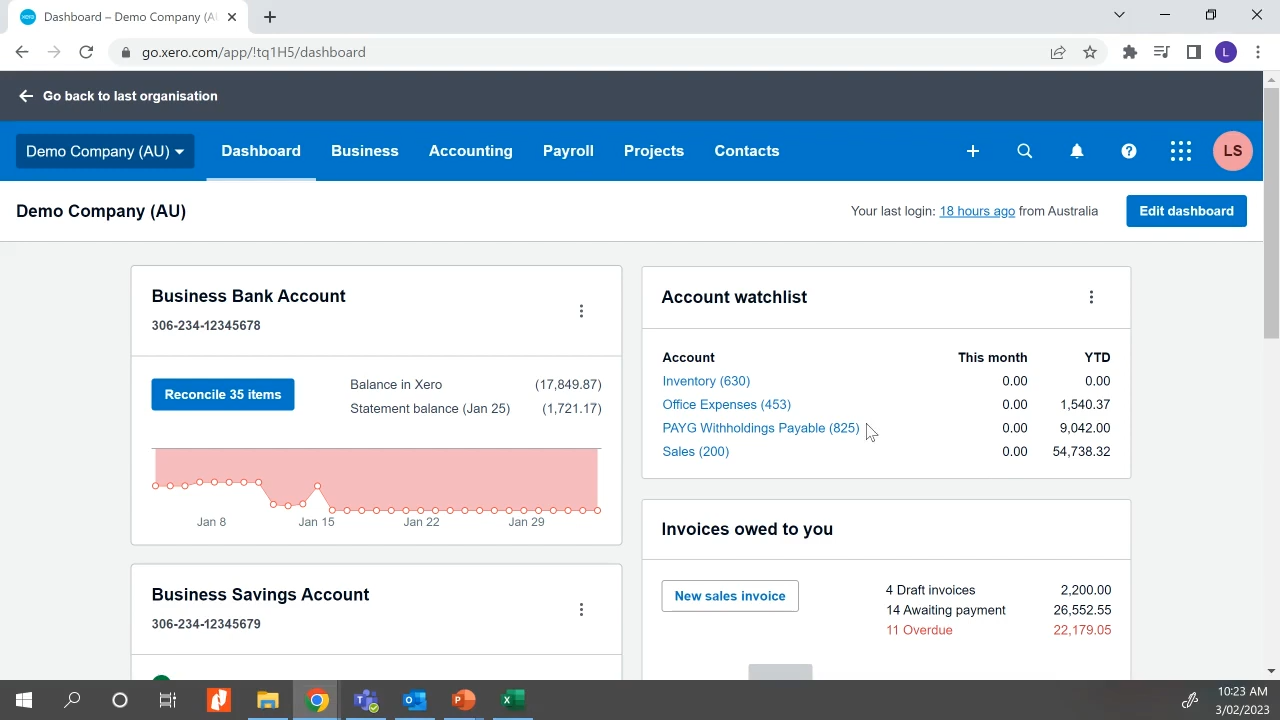 Dashboard – Demo Company (AU
go.xero.com/app/!tq1H5/dashboard
L
Go back to last organisation
Demo Company (AU) Dashboard Business Accounting Payroll Projects Contacts LS
Demo Company (AU)
Your last login: 18 hours ago from Australia
Edit dashboard
Business Bank Account
306-234-12345678
Reconcile 35 items
Balance in Xero (17,849.87)
Statement balance (Jan 25) (1,721.17)
Jan 8 Jan 15 Jan 22 Jan 29
Business Savings Account
306-234-12345679
Account watchlist
Account This month YTD
Inventory (630) 0.00 0.00
Office Expenses (453) 0.00 1,540.37
PAYG Withholdings Payable (825) 0.00 9,042.00
Sales (200) 0.00 54,738.32
Invoices owed to you
New sales invoice
4 Draft invoices 2,200.00
14 Awaiting payment 26,552.55
11 Overdue 22,179.05
10:23 AM
3/02/2023